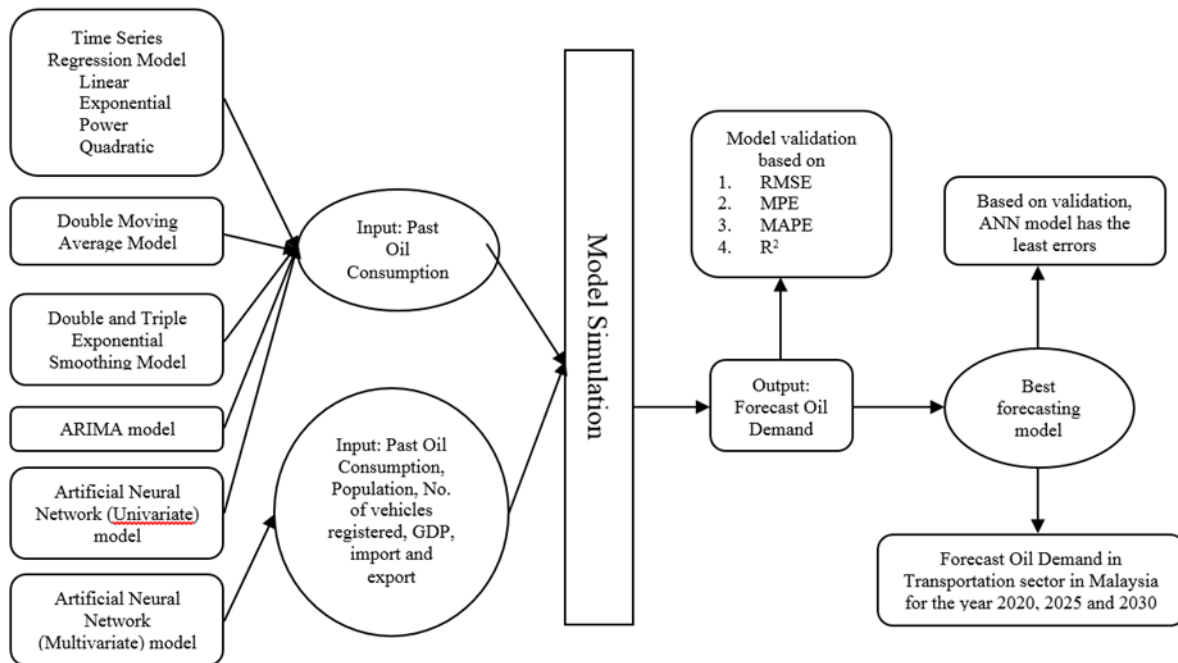 Time Series
Regression Model
Linear
Exponential
Power
Quadratic
Double Moving
Average Model
Double and Triple
Exponential
Smoothing Model
ARIMA model
Artificial Neural
Network (Univariate)
model
Artificial Neural
Network
(Multivariate) model
Input: Past
Oil
Consumption
Input: Past Oil
Consumption,
Population, No.
of vehicles
registered, GDP,
import and
export
Model Simulation
Model validation
based on
1. RMSE
2. MPE
3. MAPE
4. R²
Output:
Forecast Oil
Demand
Based on validation,
ANN model has the
least errors
Best
forecasting
model
Forecast Oil Demand in
Transportation sector in Malaysia
for the year 2020, 2025 and 2030